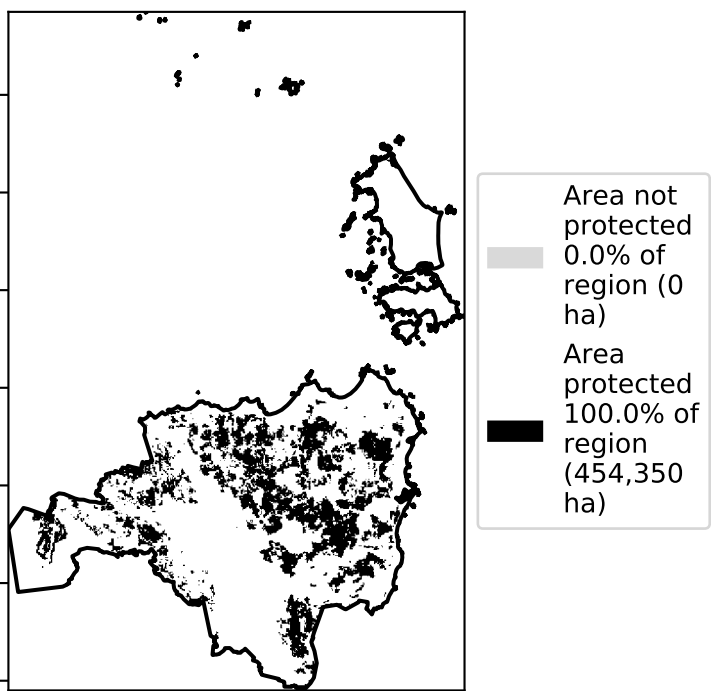 Area not
protected
0.0% of
region (0
ha)
Area
protected
100.0% of
region
(454,350
ha)